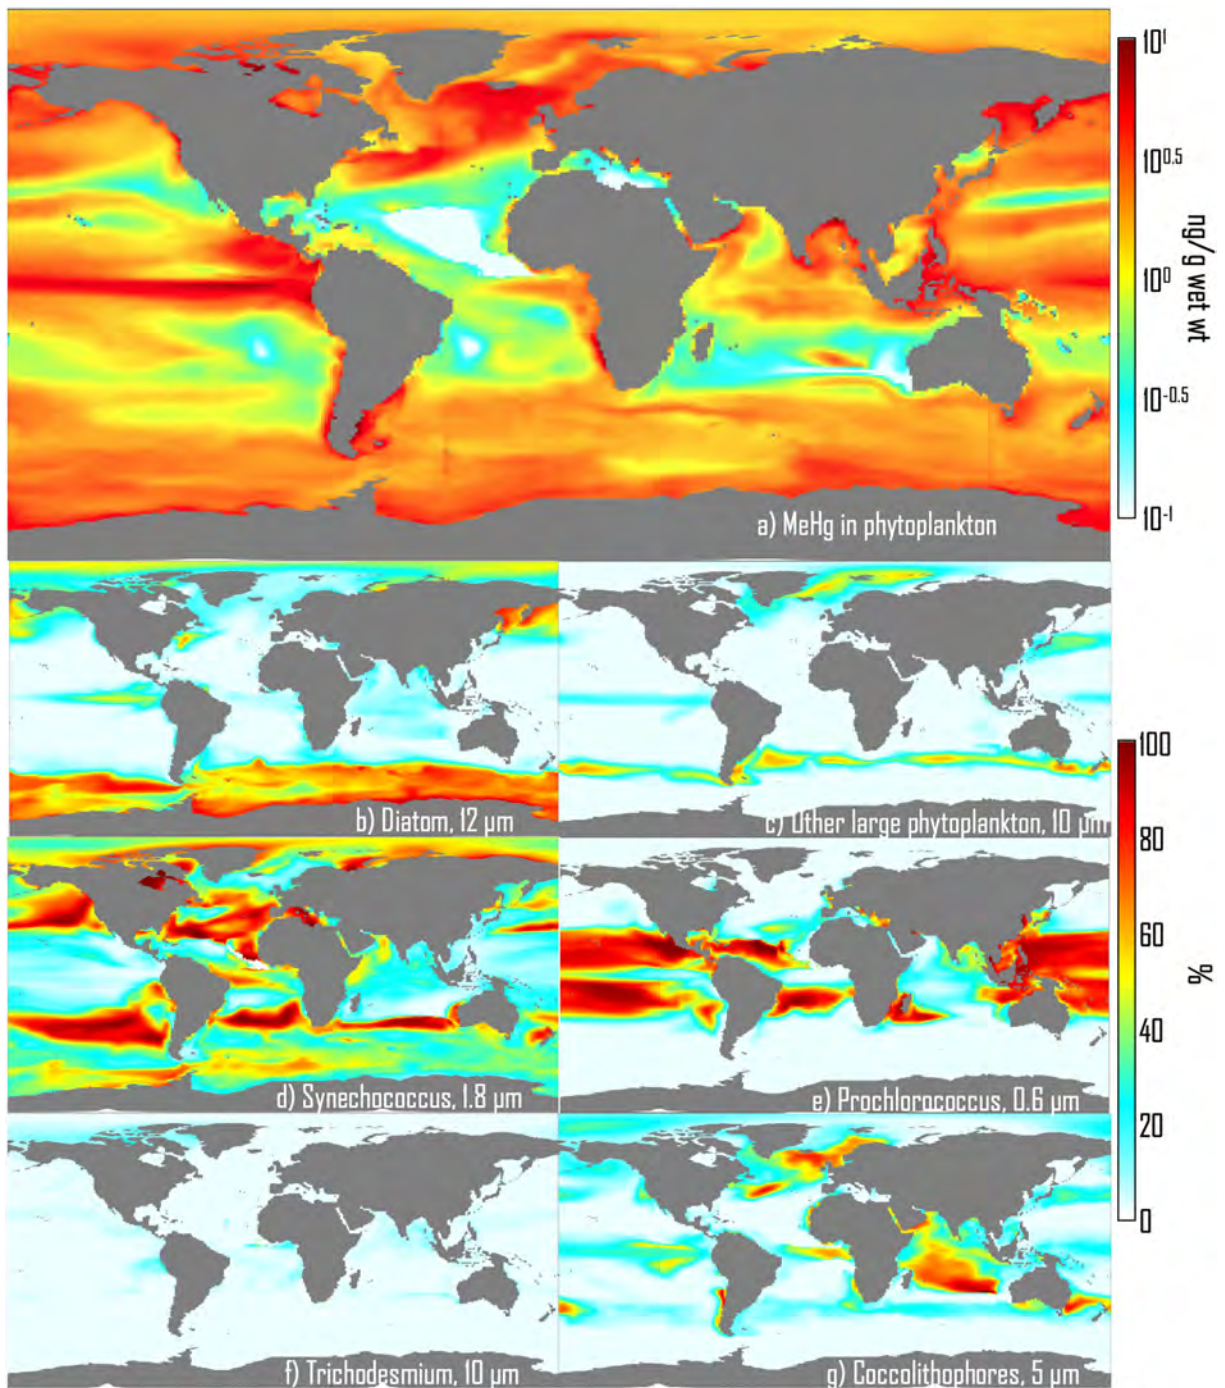 10¹
10⁰·⁵
10⁰
10⁻⁰·⁵
10⁻¹
ng/g wet wt
a) MeHg in phytoplankton
b) Diatom, 12 µm
c) Other large phytoplankton, 10 µm
d) Synechococcus, 1.8 µm
e) Prochlorococcus, 0.6 µm
f) Trichodesmium, 10 µm
g) Coccolithophores, 5 µm
100
80
60
40
20
0
%